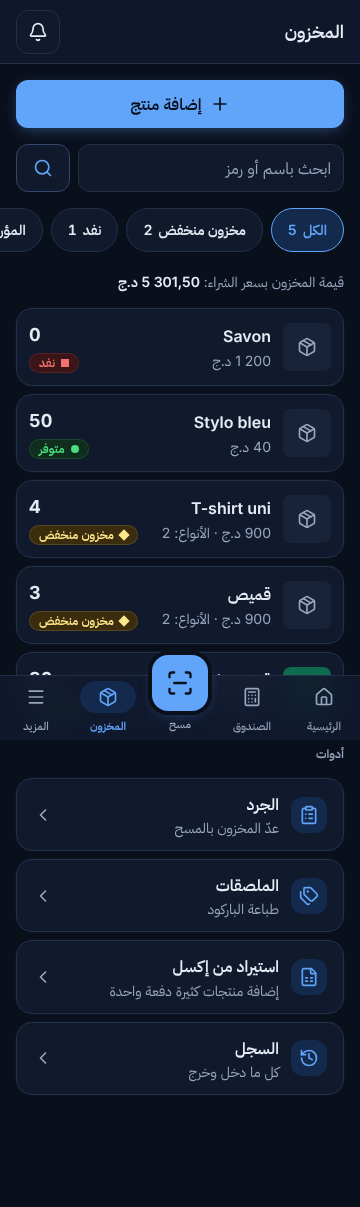 المخزون
إضافة منتج
ابحث باسم أو رمز
الكل 5
مخزون منخفض 2
نفد 1
قيمة المخزون بسعر الشراء: 5 301,50 د.ج
Savon
0
1 200 د.ج
نفد
Stylo bleu
50
40 د.ج
متوفر
T-shirt uni
4
900 د.ج · الأنواع: 2
مخزون منخفض
قميص
3
900 د.ج · الأنواع: 2
مخزون منخفض
الرئيسية
الصندوق
مسح
المخزون
المزيد
أدوات
الجرد
عدّ المخزون بالمسح
الملصقات
طباعة الباركود
استيراد من إكسل
إضافة منتجات كثيرة دفعة واحدة
السجل
كل ما دخل وخرج